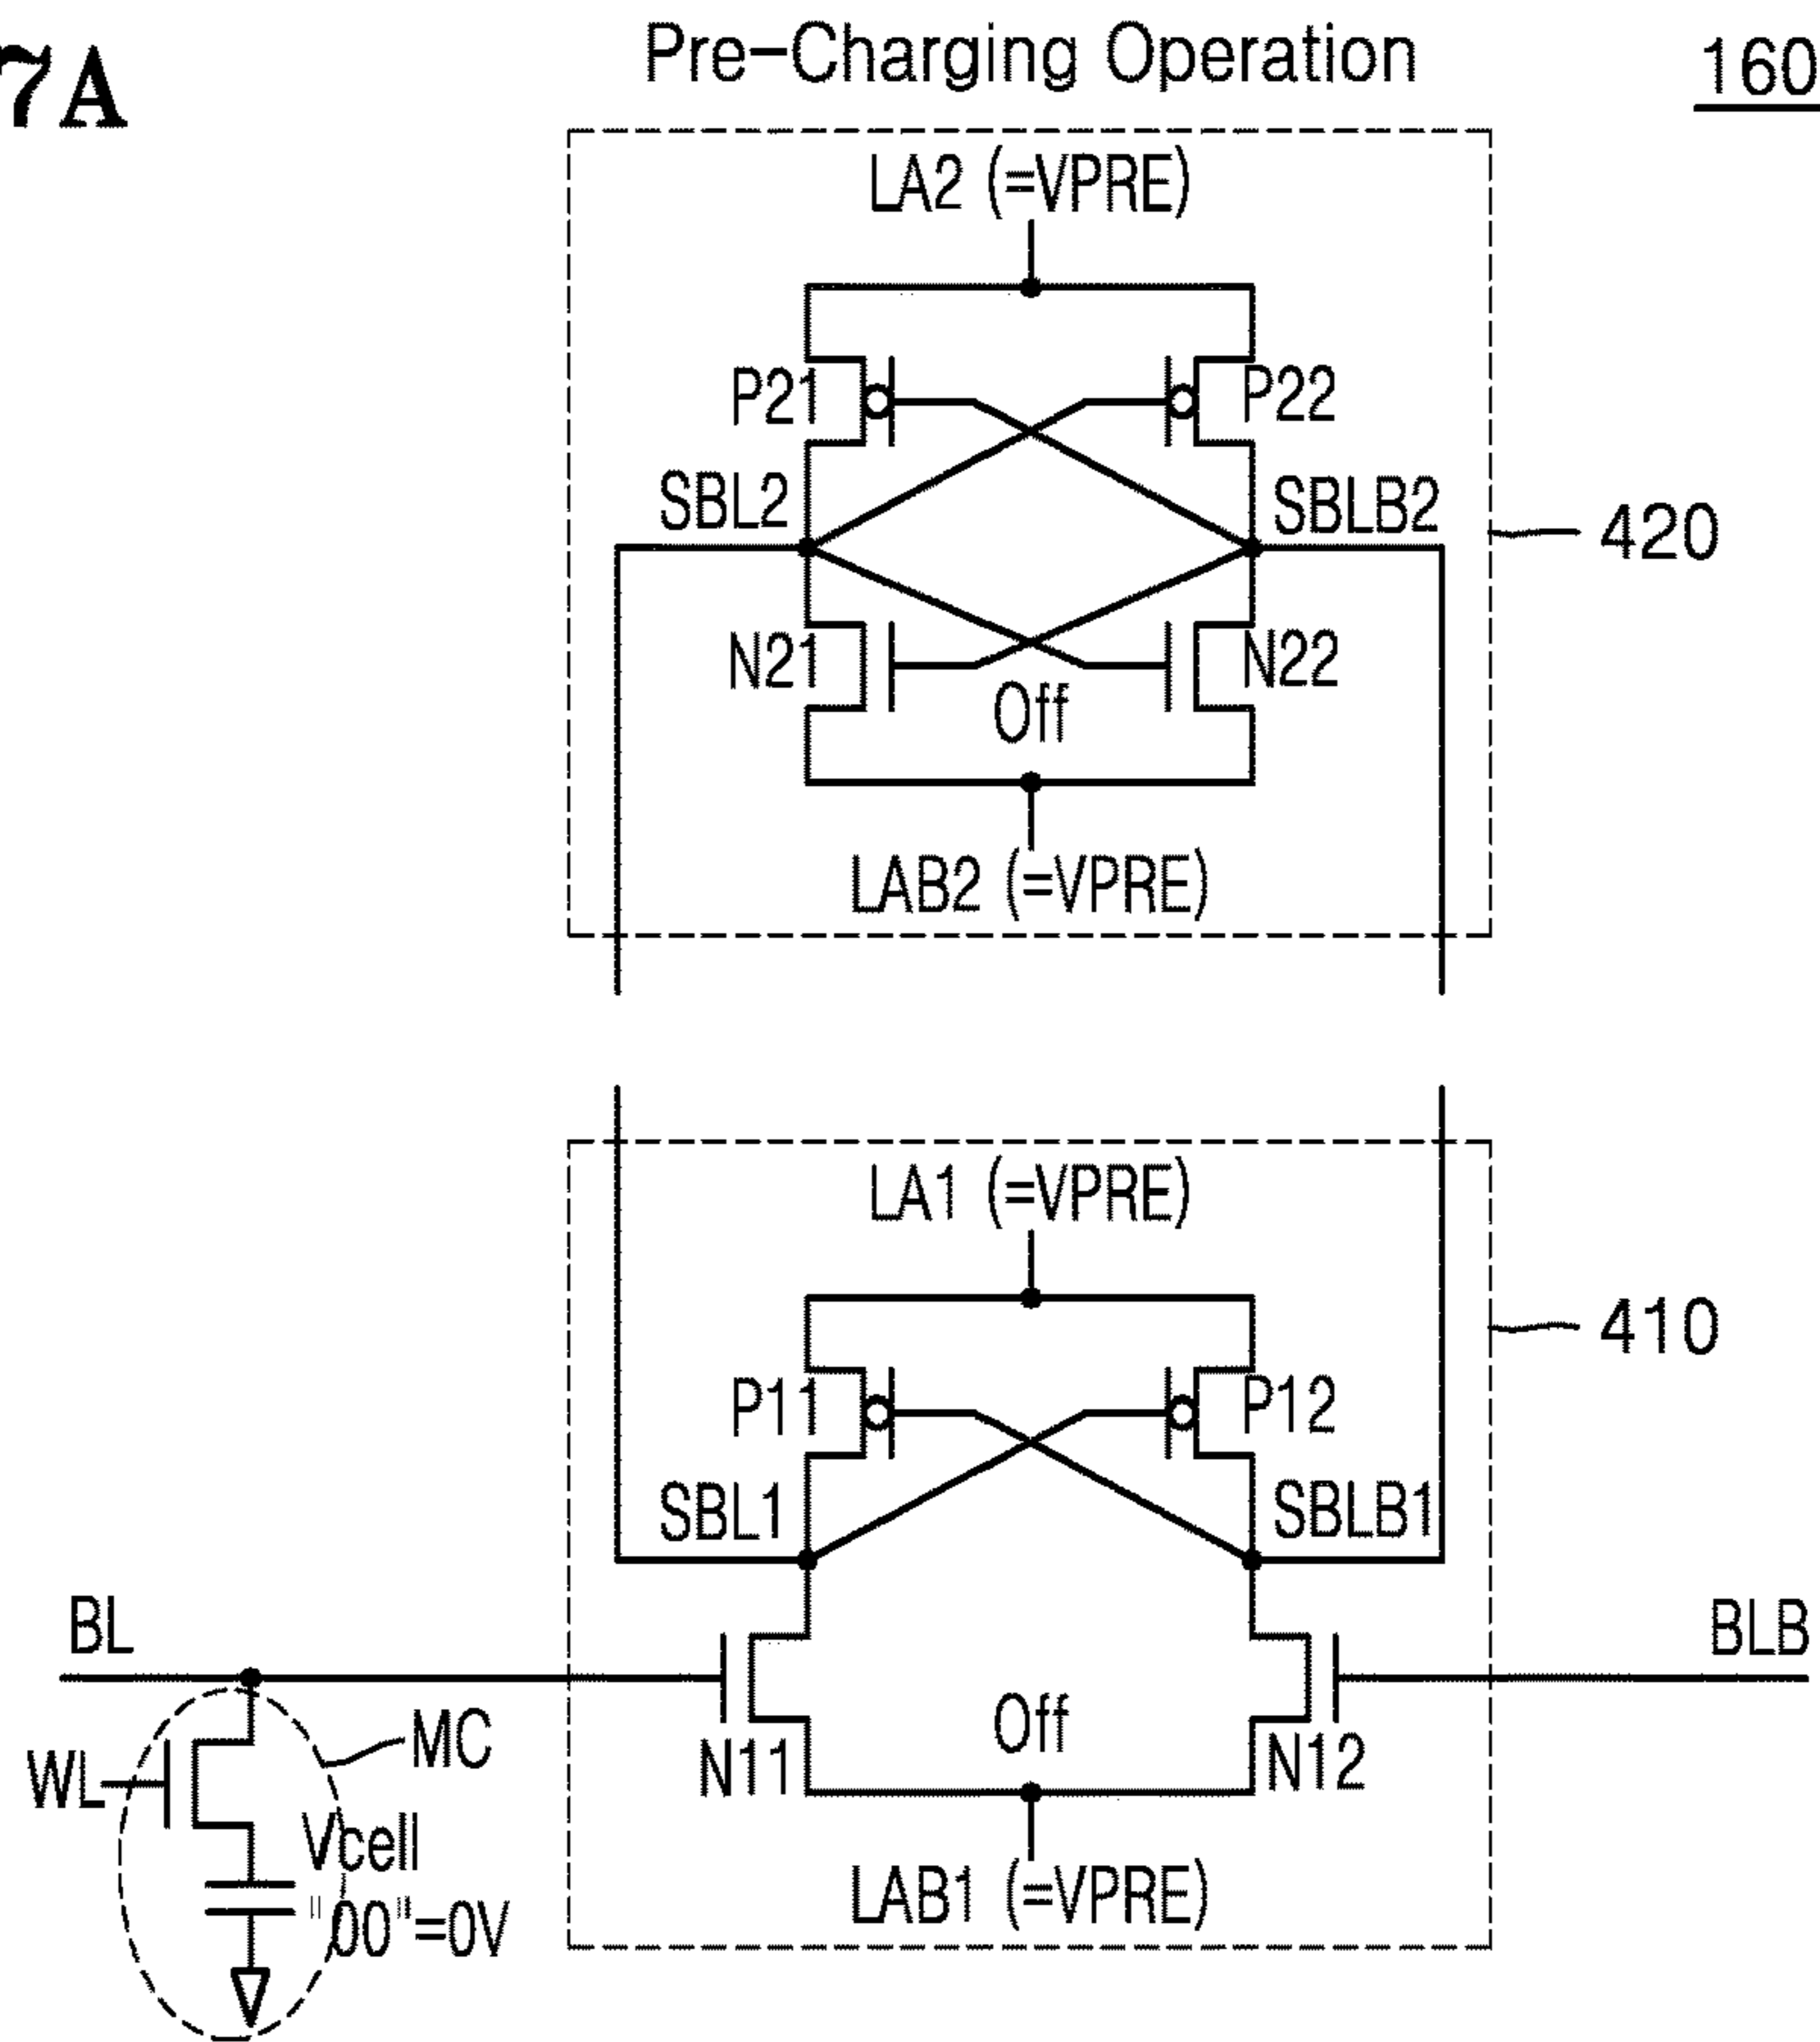 7A
Pre-Charging Operation
160
LA2 (=VPRE)
P21
P22
SBL2
SBLB2
420
N21
N22
Off
LAB2 (=VPRE)
LA1 (=VPRE)
410
P11
P12
SBL1
SBLB1
BL
BLB
MC
Off
WL
N11
N12
Vcell
"00"=0V
LAB1 (=VPRE)